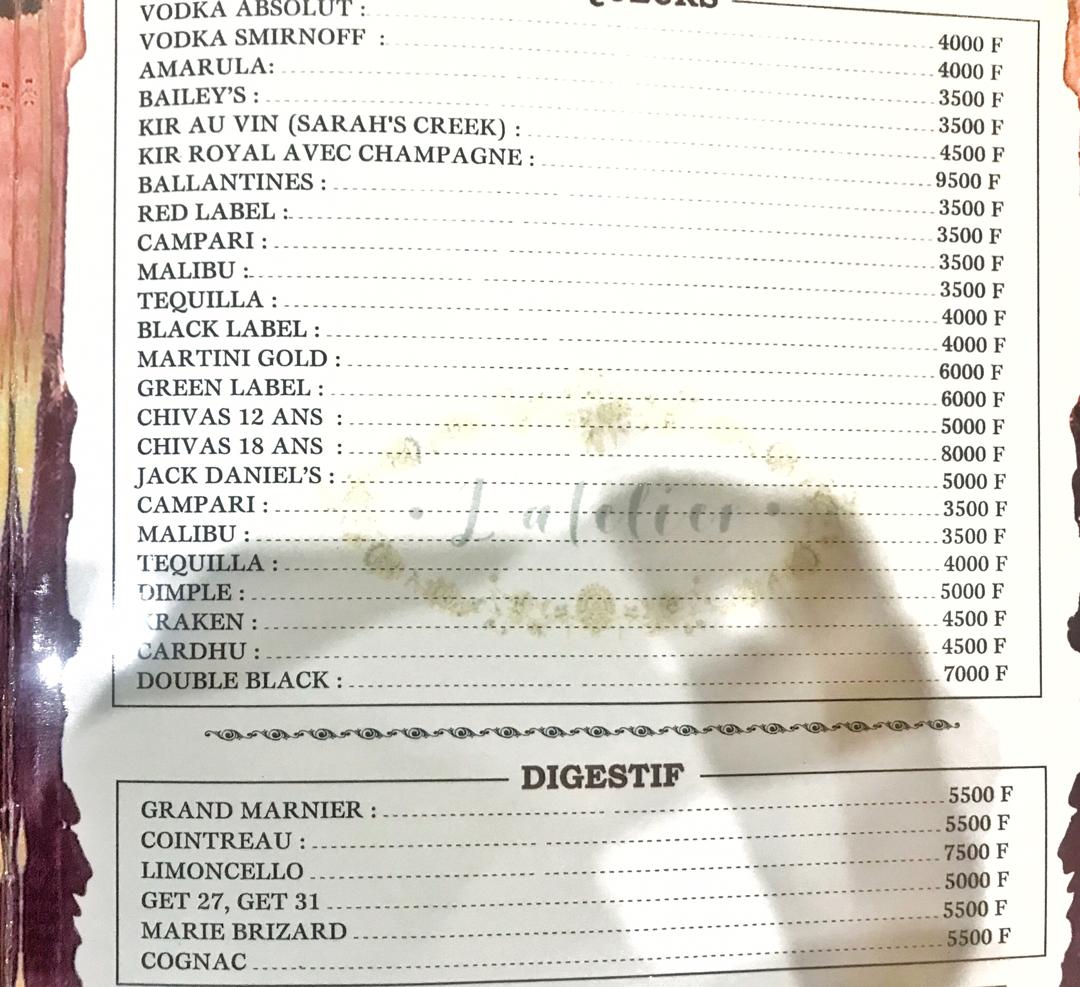 VODKA ABSOLUT : 4000 F
VODKA SMIRNOFF : 4000 F
AMARULA: 3500 F
BAILEY'S : 3500 F
KIR AU VIN (SARAH'S CREEK) : 4500 F
KIR ROYAL AVEC CHAMPAGNE : 9500 F
BALLANTINES : 3500 F
RED LABEL : 3500 F
CAMPARI : 3500 F
MALIBU : 3500 F
TEQUILLA : 4000 F
BLACK LABEL : 4000 F
MARTINI GOLD : 6000 F
GREEN LABEL : 6000 F
CHIVAS 12 ANS : 5000 F
CHIVAS 18 ANS : 8000 F
JACK DANIEL'S : 5000 F
CAMPARI : 3500 F
L'atelier
MALIBU : 3500 F
TEQUILLA : 4000 F
DIMPLE : 5000 F
KRAKEN : 4500 F
CARDHU : 4500 F
DOUBLE BLACK : 7000 F
DIGESTIF
GRAND MARNIER : 5500 F
COINTREAU : 5500 F
LIMONCELLO 7500 F
GET 27, GET 31 5000 F
MARIE BRIZARD 5500 F
COGNAC 5500 F